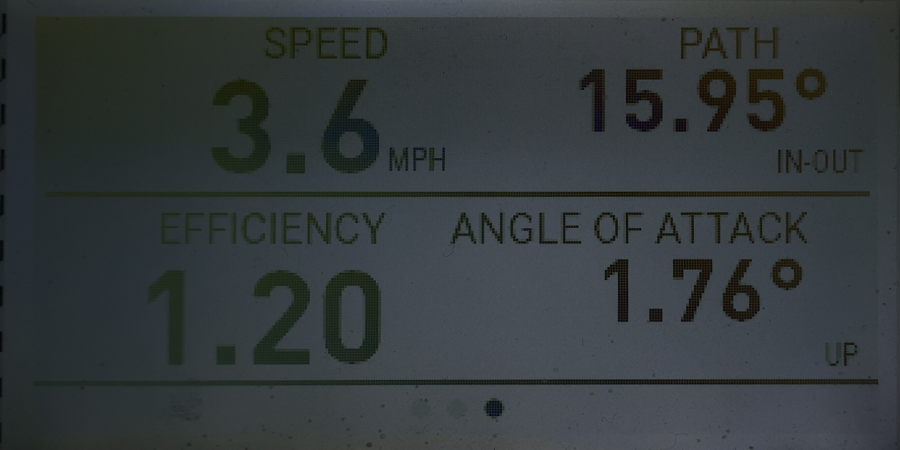 SPEED
3.6 MPH
PATH
15.95°
IN-OUT
EFFICIENCY
1.20
ANGLE OF ATTACK
1.76°
UP